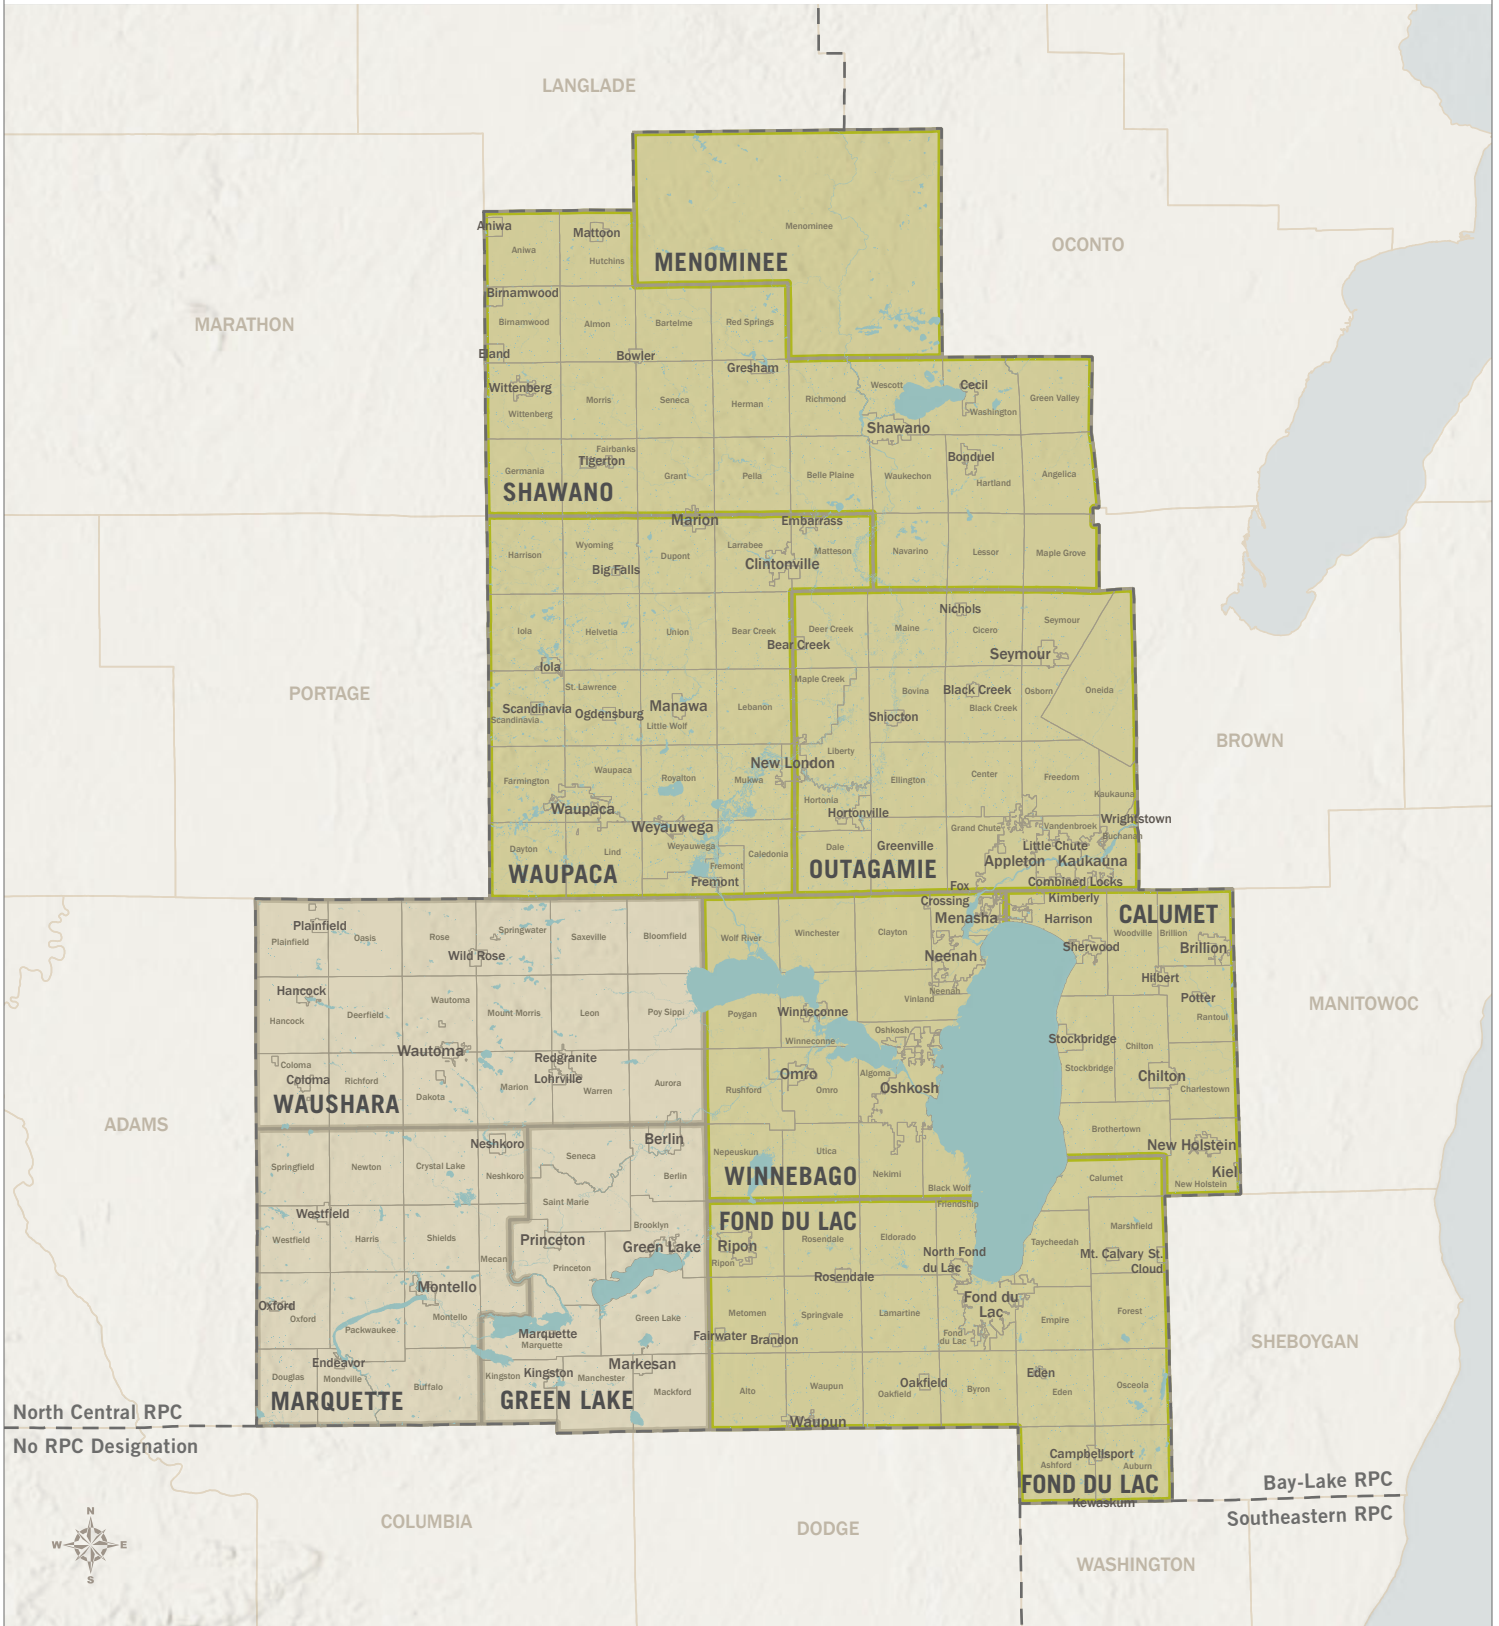 LANGLADE
Menominee
Aniwa
Mattoon
OCONTO
Aniwa
Hutchins
MENOMINEE
Birnamwood
MARATHON
Birnamwood
Almon
Bartelme
Red Springs
Eland
Bowler
Gresham
Wittenberg
Wescott
Cecil
Morris
Seneca
Herman
Richmond
Green Valley
Wittenberg
Washington
Shawano
Fairbanks
Tigerton
Bonduel
Germania
Grant
Pella
Belle Plaine
Waukechon
Hartland
Angelica
SHAWANO
Marion
Embarrass
Harrison
Wyoming
Dupont
Larrabee
Matteson
Navarino
Lessor
Maple Grove
Big Falls
Clintonville
Nichols
Iola
Helvetia
Union
Bear Creek
Deer Creek
Maine
Cicero
Seymour
Bear Creek
Seymour
Iola
PORTAGE
St. Lawrence
Maple Creek
Bovina
Black Creek
Osborn
Oneida
Scandinavia
Ogdensburg
Manawa
Lebanon
Black Creek
Scandinavia
Little Wolf
Shiocton
BROWN
New London
Liberty
Farmington
Waupaca
Royalton
Mukwa
Ellington
Center
Freedom
Waupaca
Hortonia
Kaukauna
Weyauwega
Hortonville
Grand Chute
Vandenbroek
Wrightstown
Buchanan
Dayton
Lind
Weyauwega
Caledonia
Dale
Greenville
Little Chute
Fremont
Appleton
Kaukauna
WAUPACA
OUTAGAMIE
Fremont
Combined Locks
Fox
Crossing
Kimberly
Menasha
Harrison
CALUMET
Plainfield
Plainfield
Oasis
Rose
Springwater
Saxeville
Bloomfield
Wolf River
Winchester
Clayton
Woodville
Brillion
Wild Rose
Neenah
Sherwood
Brillion
Hancock
Neenah
Hilbert
Wautoma
Vinland
Potter
MANITOWOC
Hancock
Deerfield
Mount Morris
Leon
Poy Sippi
Poygan
Winneconne
Rantoul
Winneconne
Oshkosh
Stockbridge
Wautoma
Redgranite
Chilton
Coloma
Lohrville
Stockbridge
Coloma
Richford
Marion
Warren
Aurora
Omro
Algoma
Chilton
Dakota
Rushford
Omro
Oshkosh
Charlestown
WAUSHARA
ADAMS
Neshkoro
Berlin
Brothertown
New Holstein
Springfield
Newton
Crystal Lake
Neshkoro
Seneca
Berlin
Nepeuskun
Utica
WINNEBAGO
Nekimi
Black Wolf
Calumet
Kiel
New Holstein
Saint Marie
Friendship
Westfield
FOND DU LAC
Westfield
Harris
Shields
Princeton
Brooklyn
Green Lake
Ripon
Rosendale
Eldorado
Marshfield
Mecan
Princeton
Ripon
North Fond
du Lac
Taycheedah
Mt. Calvary
St.
Cloud
Montello
Rosendale
Oxford
Oxford
Packwaukee
Montello
Green Lake
Metomen
Springvale
Lamartine
Fond du
Lac
Empire
Forest
Marquette
Marquette
Fairwater
Brandon
Fond
du Lac
SHEBOYGAN
Endeavor
Kingston
Markesan
Douglas
Mondville
Buffalo
Kingston
Manchester
Mackford
Alto
Waupun
Oakfield
Oakfield
Byron
Eden
Eden
Osceola
MARQUETTE
GREEN LAKE
North Central RPC
Waupun
No RPC Designation
Campbellsport
Ashford
Auburn
FOND DU LAC
Bay-Lake RPC
Kewaskum
Southeastern RPC
COLUMBIA
DODGE
WASHINGTON
N
W
E
S